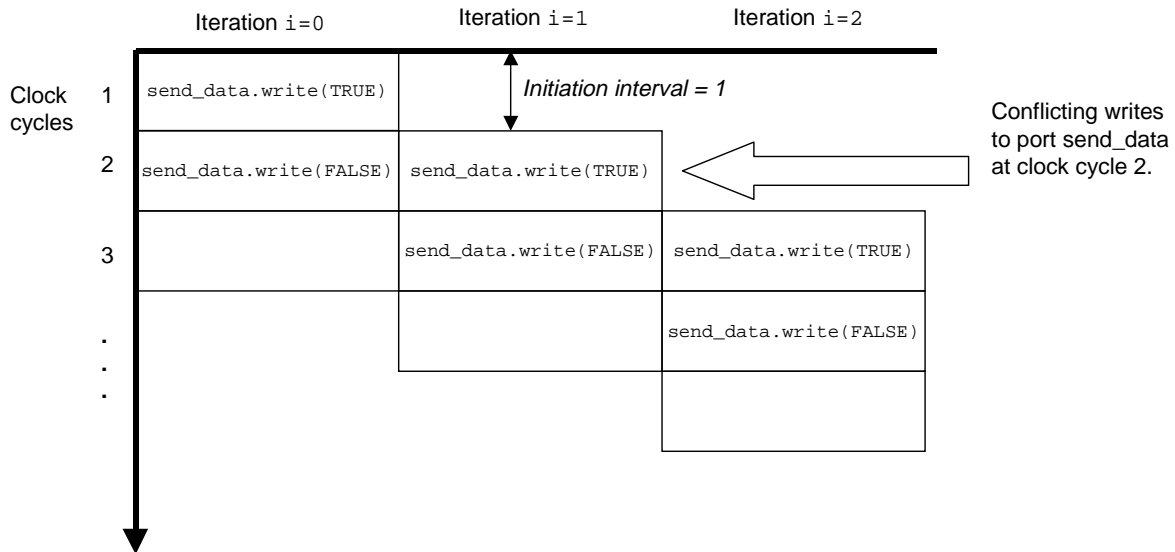 Iteration i=0
Iteration i=1
Iteration i=2
Clock
cycles
1
send_data.write(TRUE)
Initiation interval = 1
Conflicting writes
to port send_data
at clock cycle 2.
2
send_data.write(FALSE)
send_data.write(TRUE)
3
send_data.write(FALSE)
send_data.write(TRUE)
send_data.write(FALSE)
.
.
.